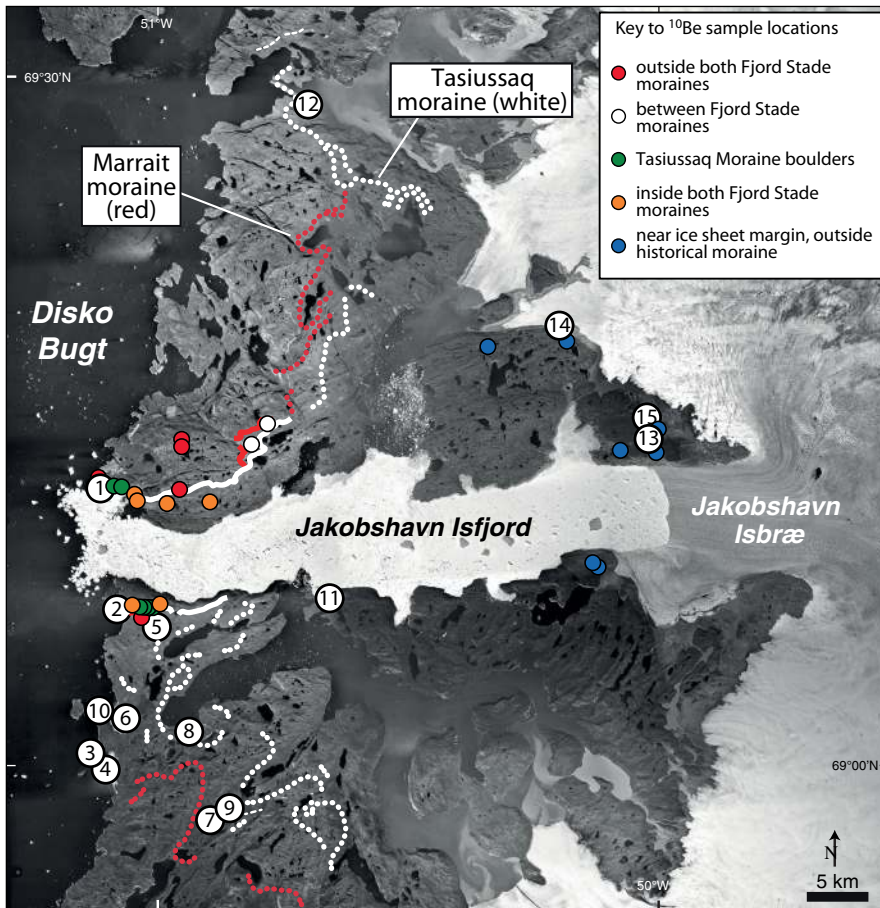 51°W
69°30'N
Key to ¹⁰Be sample locations
outside both Fjord Stade
moraines
between Fjord Stade
moraines
Tasiussaq Moraine boulders
inside both Fjord Stade
moraines
near ice sheet margin, outside
historical moraine
Tasiussaq
moraine (white)
12
Marrait
moraine
(red)
Disko
Bugt
14
15
13
1
Jakobshavn Isfjord
Jakobshavn
Isbræ
11
2
5
10
6
8
3
4
69°00'N
9
7
N
50°W
5 km